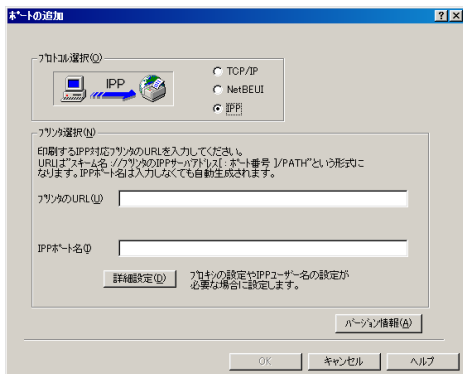 ﾎﾟｰﾄの追加
ﾌﾟﾛﾄｺﾙ選択(O)
IPP
TCP/IP
NetBEUI
IPP
ﾌﾟﾘﾝﾀ選択(N)
印刷するIPP対応ﾌﾟﾘﾝﾀのURLを入力してください。
URLは"ｽｷｰﾑ名://ﾌﾟﾘﾝﾀのIPPｻｰﾊﾞｱﾄﾞﾚｽ[:ﾎﾟｰﾄ番号]/PATH"という形式に
なります。IPPﾎﾟｰﾄ名は入力しなくても自動生成されます。
ﾌﾟﾘﾝﾀのURL(U)
IPPﾎﾟｰﾄ名(I)
詳細設定(D)
ﾌﾟﾛｷｼの設定やIPPﾕｰｻﾞｰ名の設定が
必要な場合に設定します。
ﾊﾞｰｼﾞｮﾝ情報(A)
OK
ｷｬﾝｾﾙ
ﾍﾙﾌﾟ